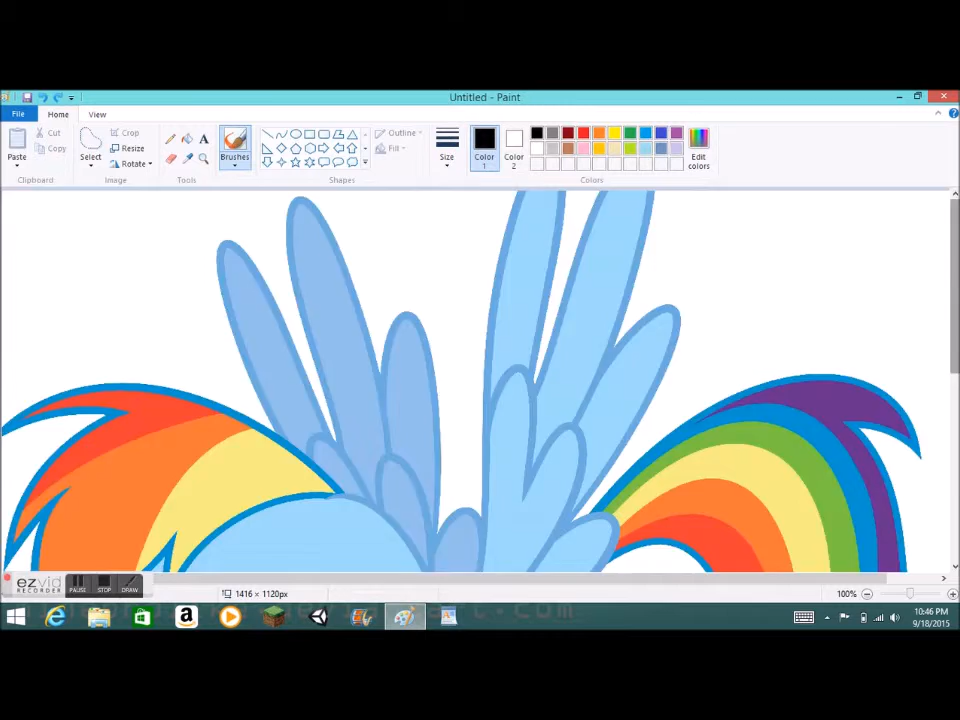 Untitled - Paint
File Home View
Paste
Cut
Copy
Clipboard
Select
Crop
Resize
Rotate
Image
A
Tools
Brushes
Outline
Fill
Shapes
Size
Color 1
Color 2
Edit colors
Colors
ezvid
RECORDER
PAUSE STOP DRAW
1416 × 1120px
100%
10:46 PM
9/18/2015